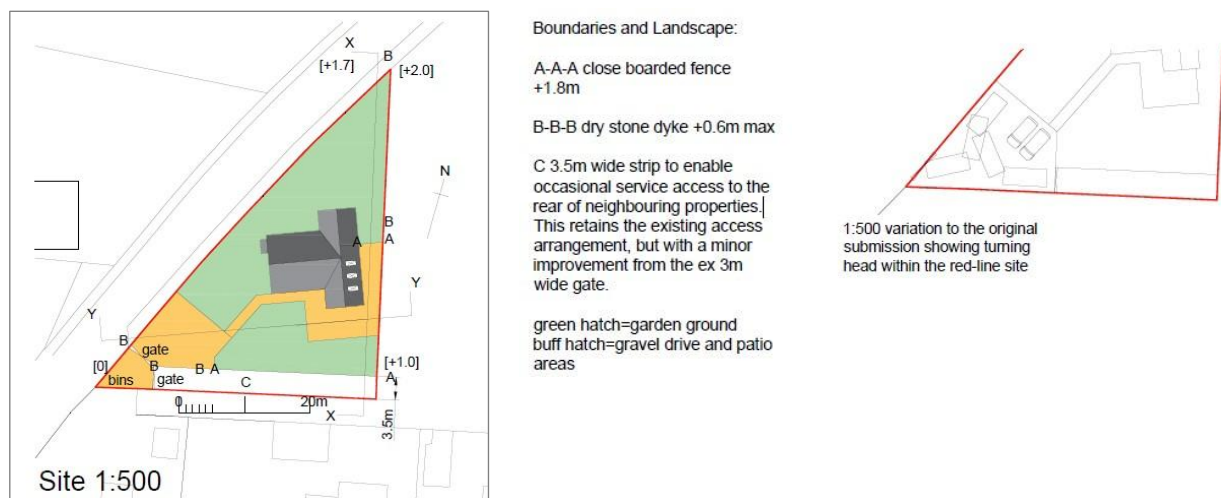 X
B
[+1.7]
[+2.0]
N
B
A
A
Y
Y
B
gate
[0]
B
B A
[+1.0]
bins
gate
C
A
0
20m
X
3.5m
Site 1:500
Boundaries and Landscape:
A-A-A close boarded fence
+1.8m
B-B-B dry stone dyke +0.6m max
C 3.5m wide strip to enable
occasional service access to the
rear of neighbouring properties.
This retains the existing access
arrangement, but with a minor
improvement from the ex 3m
wide gate.
green hatch=garden ground
buff hatch=gravel drive and patio
areas
1:500 variation to the original
submission showing turning
head within the red-line site